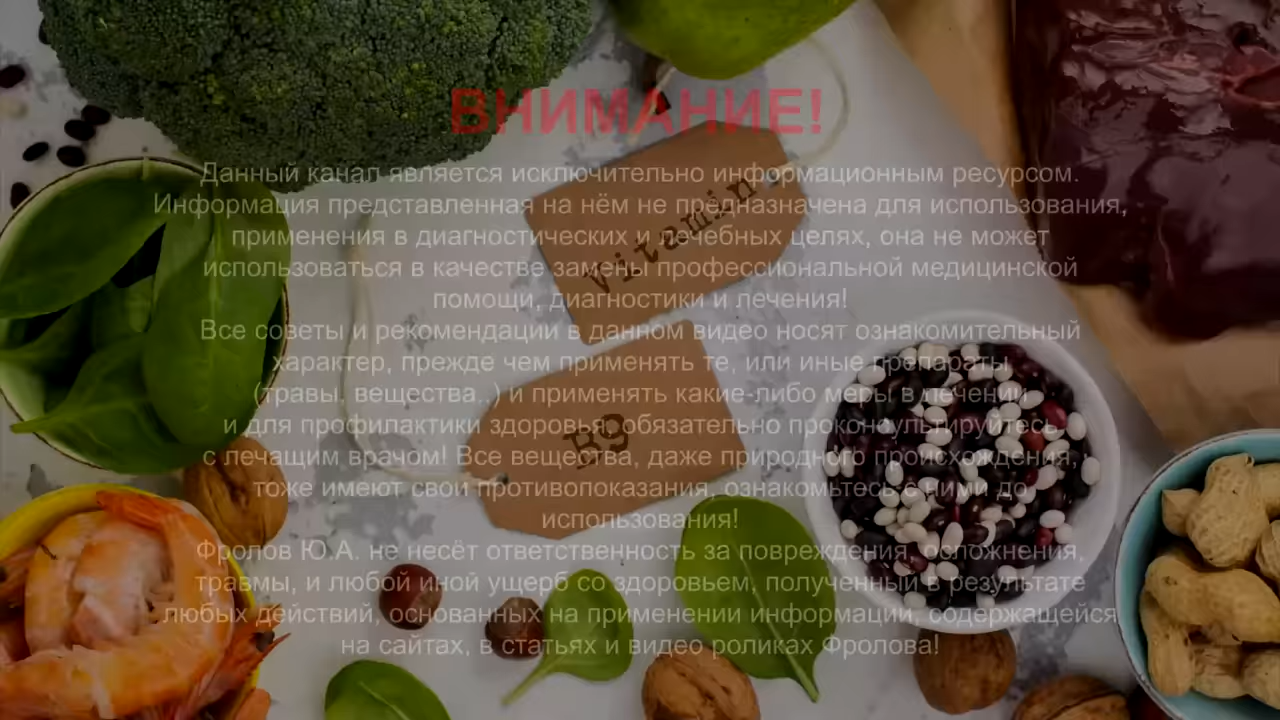 ВНИМАНИЕ!
Данный канал является исключительно информационным ресурсом.
Vitamin
Информация представленная на нём не предназначена для использования,
применения в диагностических и лечебных целях, она не может
использоваться в качестве замены профессиональной медицинской
помощи, диагностики и лечения!
Все советы и рекомендации в данном видео носят ознакомительный
характер, прежде чем применять те, или иные препараты
(травы, вещества..) и применять какие-либо меры в лечении
и для профилактики здоровья обязательно проконсультируйтесь
B9
с лечащим врачом! Все вещества, даже природного происхождения
тоже имеют свои противопоказания ознакомьтесь с ними до
использования!
Фролов Ю.А. не несёт ответственность за повреждения, осложнения,
травмы, и любой иной ущерб со здоровьем, полученный в результате
любых действий, основанных на применении информации содержащейся
на сайтах, в статьях и видео роликах Фролова!